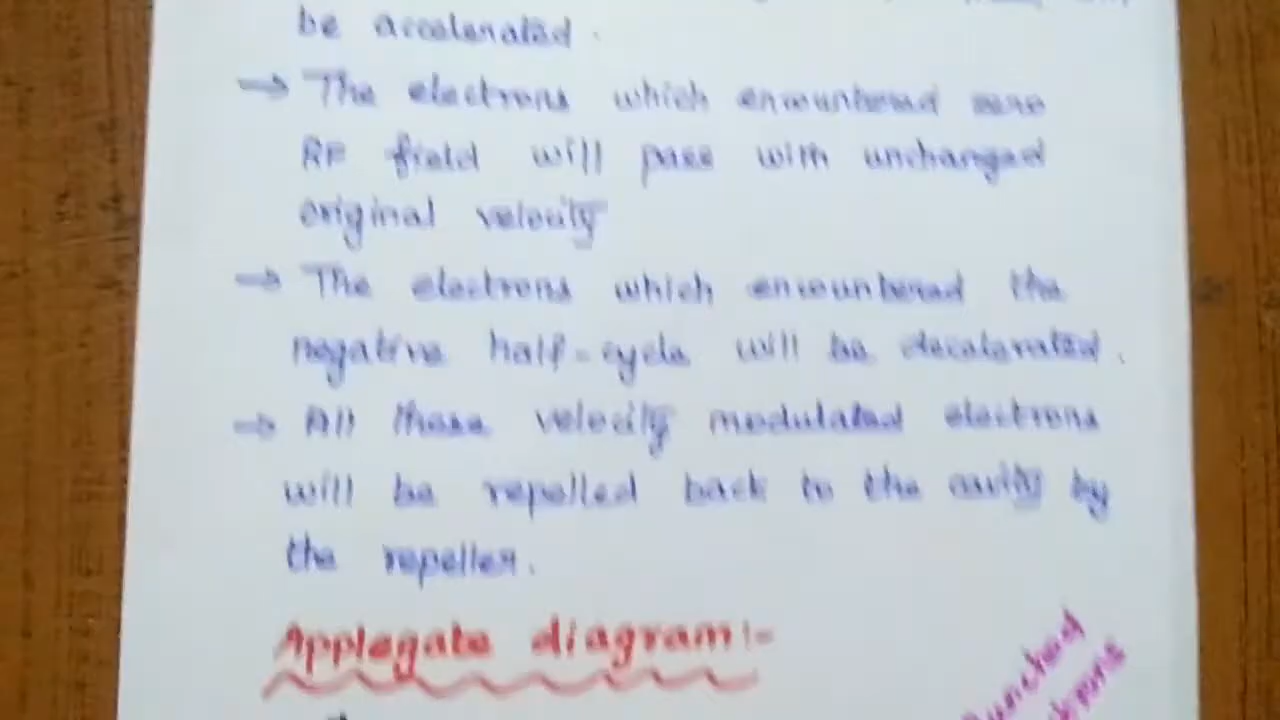 be accelerated.
→ The electrons which encountered zero
RF field will pass with unchanged
original velocity
→ The electrons which encountered the
negative half-cycle will be decelerated.
→ All these velocity modulated electrons
will be repelled back to the cavity by
the repeller.
Applegate diagram:-
Bunched